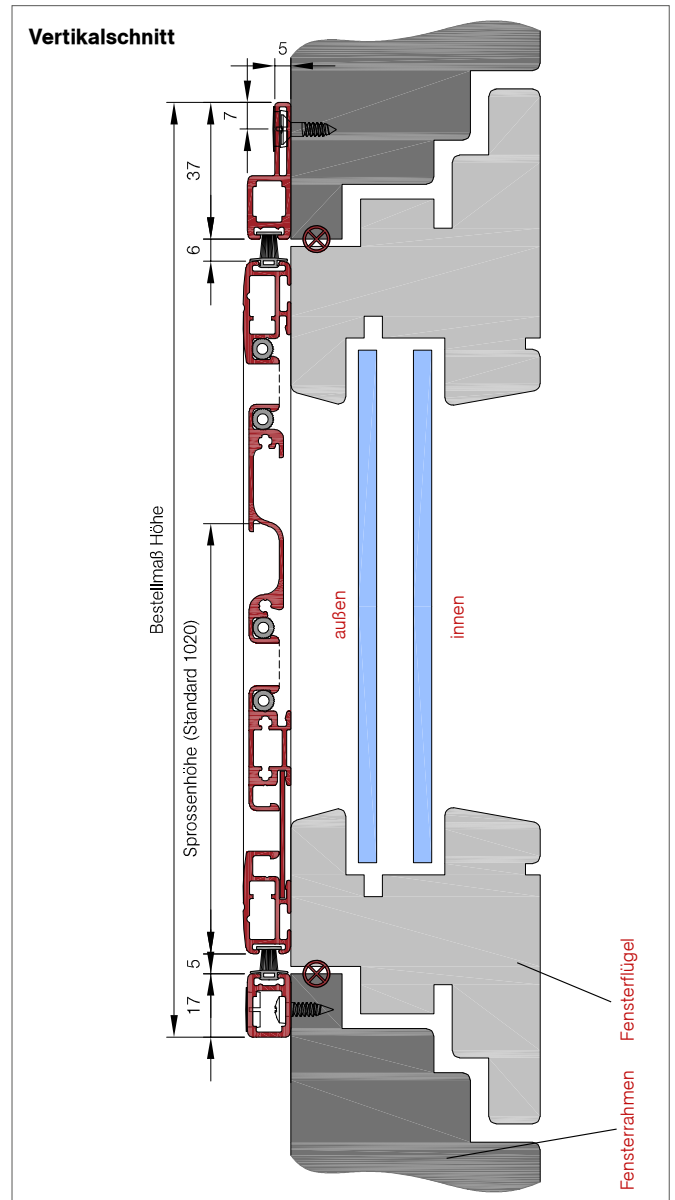 Vertikalschnitt
5
7
37
6
Bestellmaß Höhe
Sprossenhöhe (Standard 1020)
außen
innen
5
17
Fensterflügel
Fensterrahmen